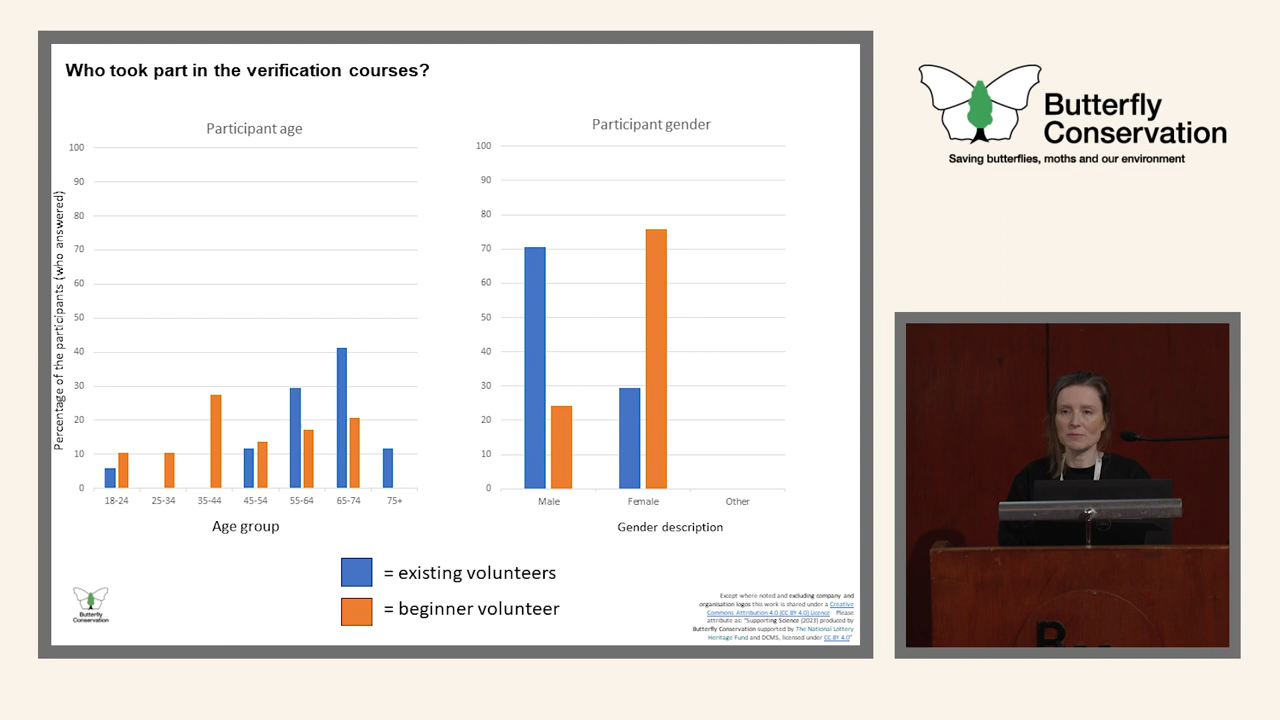 Who took part in the verification courses?
Participant age
Percentage of the participants (who answered)
100
90
80
70
60
50
40
30
20
10
0
18-24
25-34
35-44
45-54
55-64
65-74
75+
Age group
Participant gender
100
90
80
70
60
50
40
30
20
10
0
Male
Female
Other
Gender description
= existing volunteers
= beginner volunteer
Butterfly
Conservation
Except where noted and excluding company and
organisation logos this work is shared under a Creative
Commons Attribution 4.0 (CC BY 4.0) Licence Please
attribute as: "Supporting Science (2023) produced by
Butterfly Conservation supported by The National Lottery
Heritage Fund and DCMS, licensed under CC BY 4.0"
Butterfly
Conservation
Saving butterflies, moths and our environment